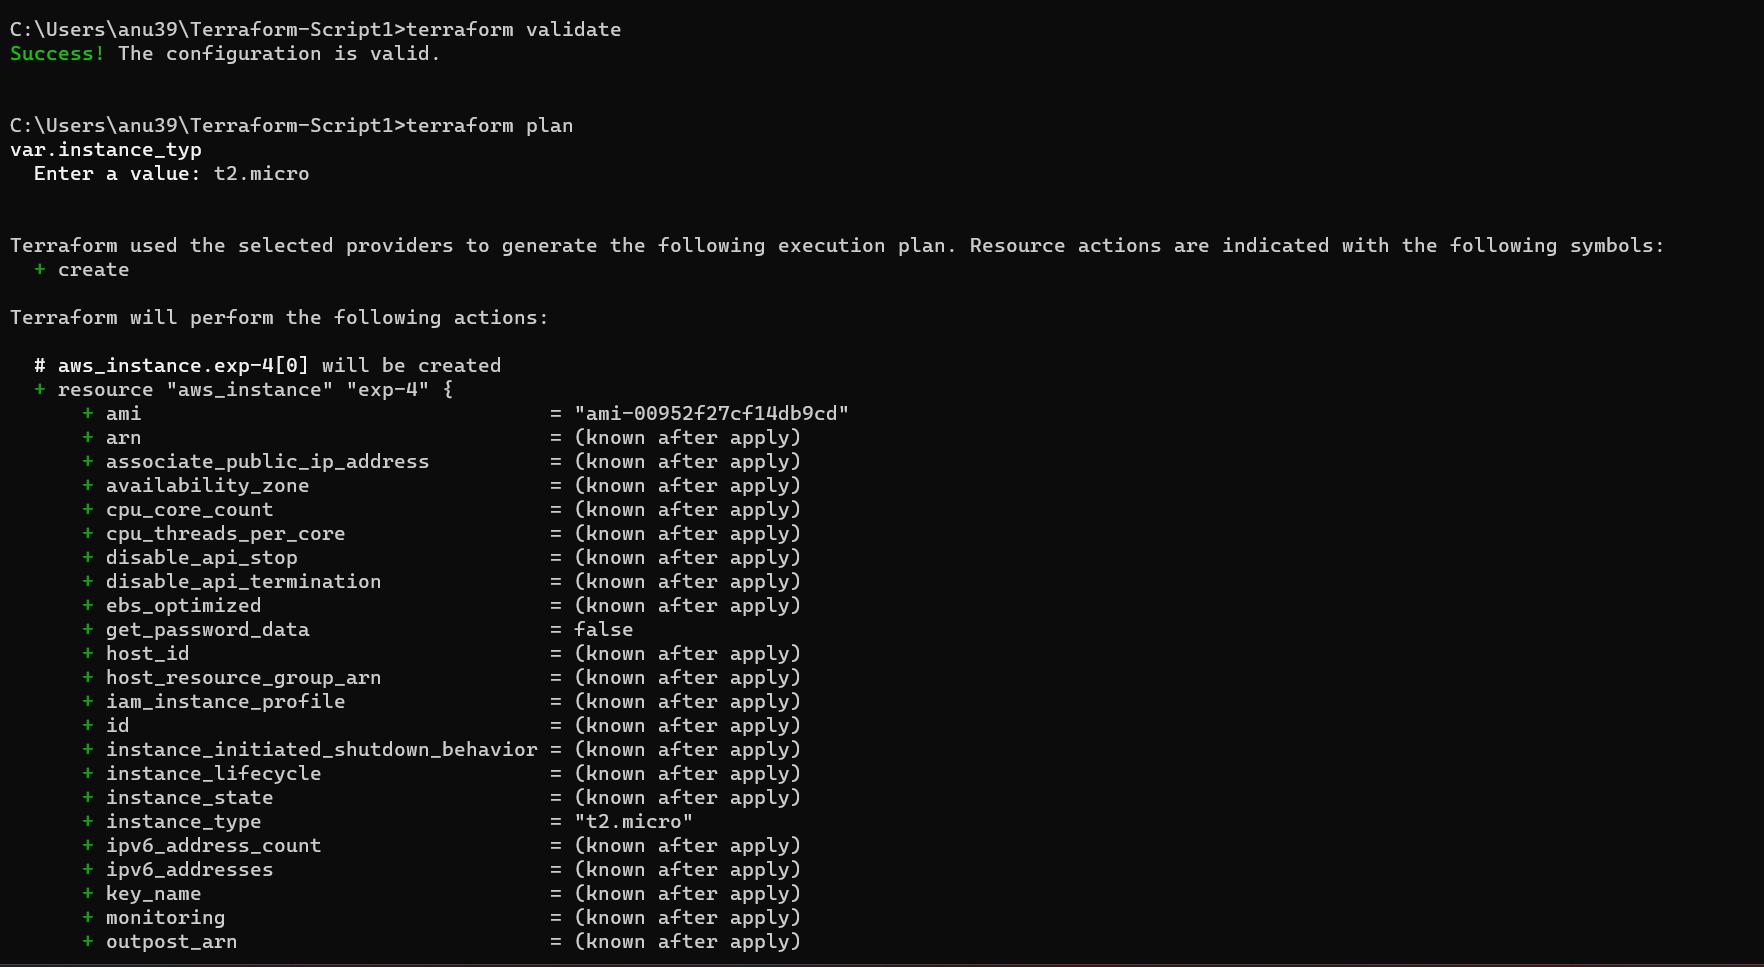 C:\Users\anu39\Terraform-Script1>terraform validate
Success! The configuration is valid.
C:\Users\anu39\Terraform-Script1>terraform plan
var.instance_typ
  Enter a value: t2.micro
Terraform used the selected providers to generate the following execution plan. Resource actions are indicated with the following symbols:
  + create
Terraform will perform the following actions:
  # aws_instance.exp-4[0] will be created
  + resource "aws_instance" "exp-4" {
      + ami                                  = "ami-00952f27cf14db9cd"
      + arn                                  = (known after apply)
      + associate_public_ip_address          = (known after apply)
      + availability_zone                    = (known after apply)
      + cpu_core_count                       = (known after apply)
      + cpu_threads_per_core                 = (known after apply)
      + disable_api_stop                     = (known after apply)
      + disable_api_termination              = (known after apply)
      + ebs_optimized                        = (known after apply)
      + get_password_data                    = false
      + host_id                              = (known after apply)
      + host_resource_group_arn              = (known after apply)
      + iam_instance_profile                 = (known after apply)
      + id                                   = (known after apply)
      + instance_initiated_shutdown_behavior = (known after apply)
      + instance_lifecycle                   = (known after apply)
      + instance_state                       = (known after apply)
      + instance_type                        = "t2.micro"
      + ipv6_address_count                   = (known after apply)
      + ipv6_addresses                       = (known after apply)
      + key_name                             = (known after apply)
      + monitoring                           = (known after apply)
      + outpost_arn                          = (known after apply)